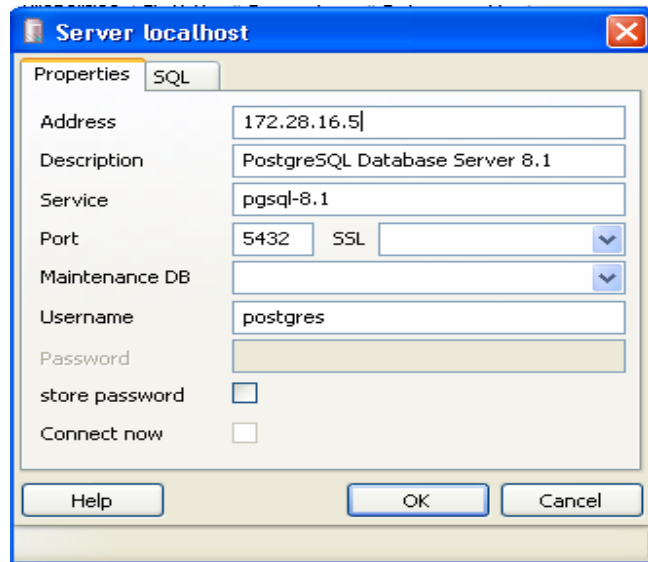 Server localhost
Properties SQL
Address 172.28.16.5
Description PostgreSQL Database Server 8.1
Service pgsql-8.1
Port 5432 SSL
Maintenance DB
Username postgres
Password
store password
Connect now
Help OK Cancel